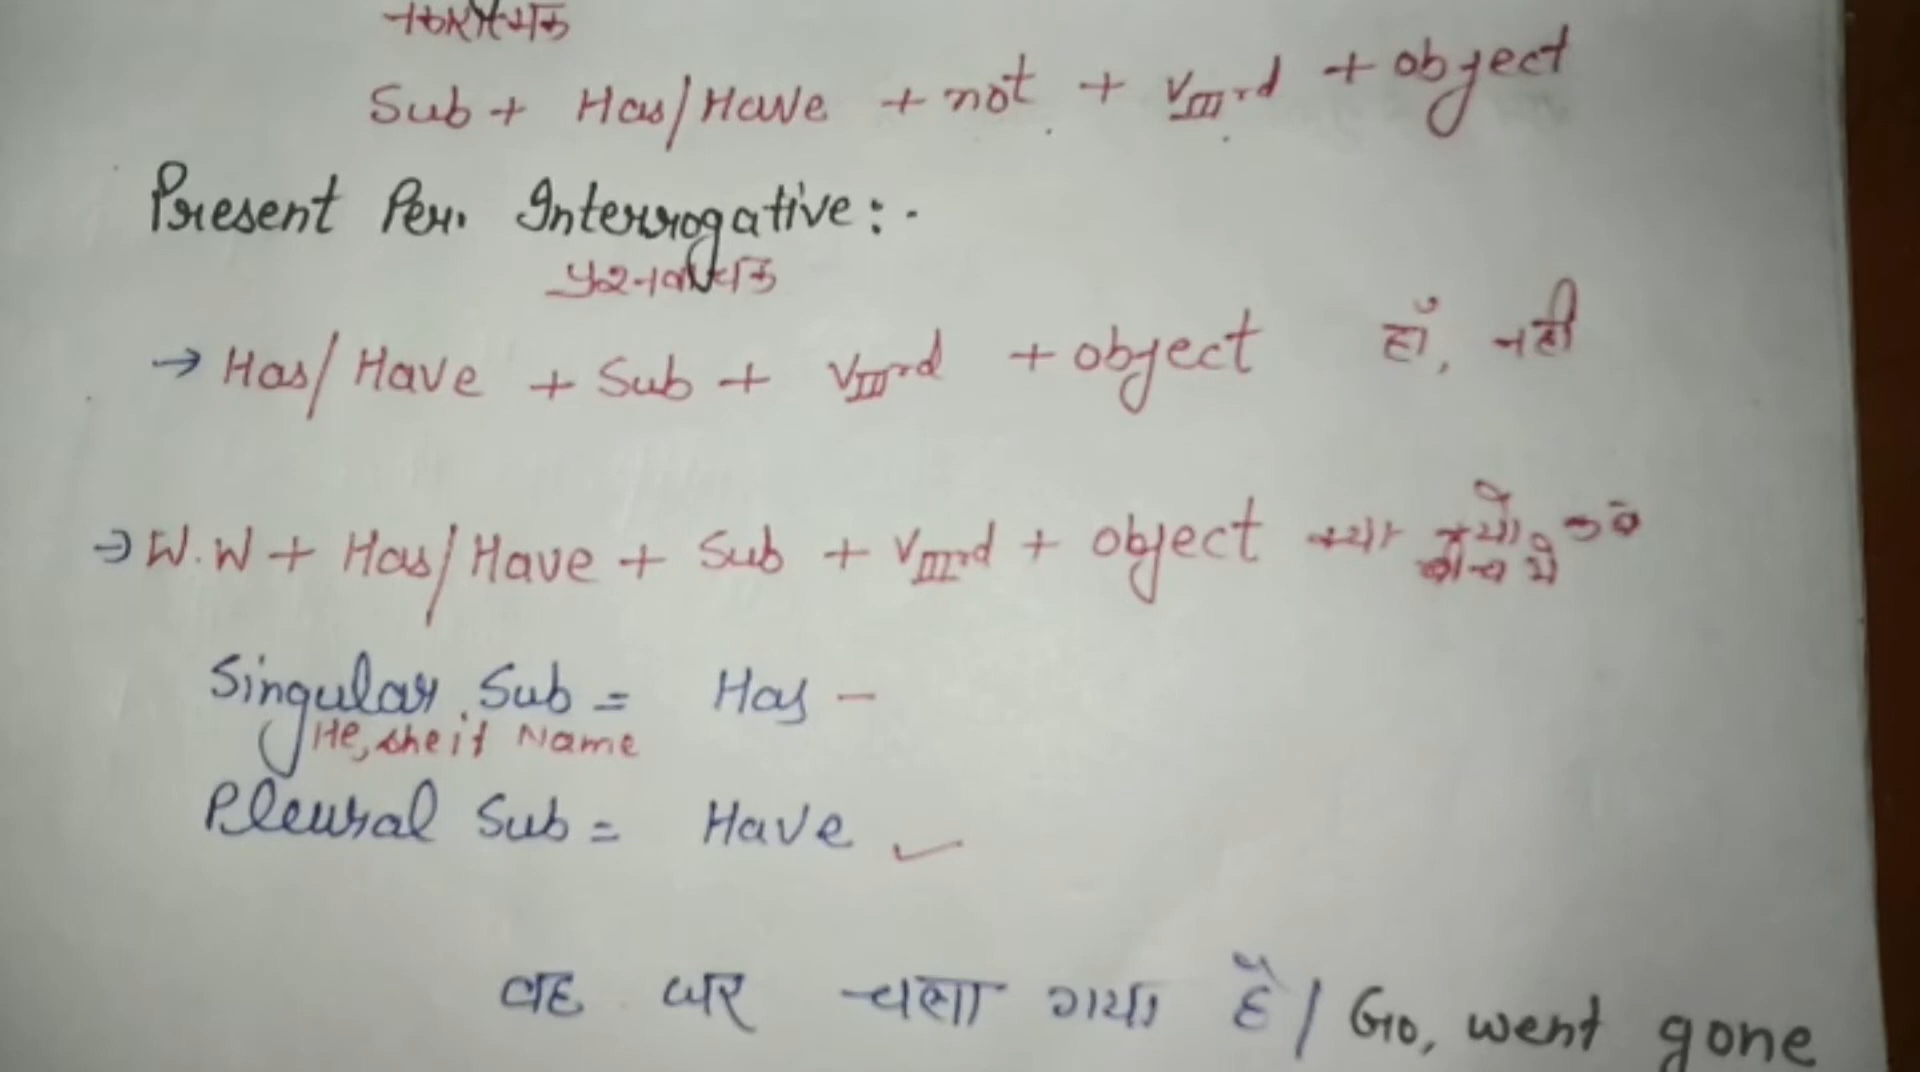 नकारात्मक
Sub + Has/Have + not + VIIIrd + object
Present Per. Interrogative :-
प्रश्नवाचक
→ Has/Have + Sub + VIIIrd + object हाँ, नही
→ W.W + Has/Have + Sub + VIIIrd + object क्या क्यो
Singular Sub = Has -
He, she it Name
Pleural Sub = Have ✓
वह घर चला गया है / Go, went gone